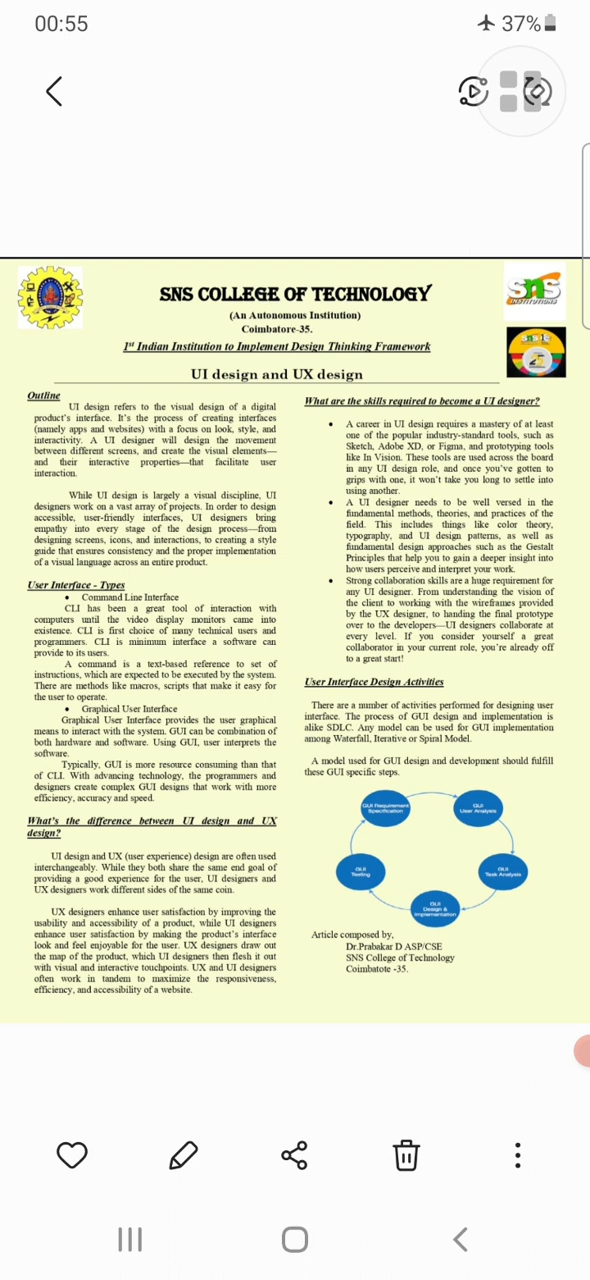 00:55
37%
SNS COLLEGE OF TECHNOLOGY
(An Autonomous Institution)
Coimbatore-35.
1st Indian Institution to Implement Design Thinking Framework
UI design and UX design
SNS
INSTITUTIONS
Outline
UI design refers to the visual design of a digital
product's interface. It's the process of creating interfaces
(namely apps and websites) with a focus on look, style, and
interactivity. A UI designer will design the movement
between different screens, and create the visual elements—
and their interactive properties—that facilitate user
interaction.
While UI design is largely a visual discipline, UI
designers work on a vast array of projects. In order to design
accessible, user-friendly interfaces, UI designers bring
empathy into every stage of the design process—from
designing screens, icons, and interactions, to creating a style
guide that ensures consistency and the proper implementation
of a visual language across an entire product.
User Interface - Types
• Command Line Interface
CLI has been a great tool of interaction with
computers until the video display monitors came into
existence. CLI is first choice of many technical users and
programmers. CLI is minimum interface a software can
provide to its users.
A command is a text-based reference to set of
instructions, which are expected to be executed by the system.
There are methods like macros, scripts that make it easy for
the user to operate.
• Graphical User Interface
Graphical User Interface provides the user graphical
means to interact with the system. GUI can be combination of
both hardware and software. Using GUI, user interprets the
software.
Typically, GUI is more resource consuming than that
of CLI. With advancing technology, the programmers and
designers create complex GUI designs that work with more
efficiency, accuracy and speed.
What's the difference between UI design and UX
design?
UI design and UX (user experience) design are often used
interchangeably. While they both share the same end goal of
providing a good experience for the user, UI designers and
UX designers work different sides of the same coin.
UX designers enhance user satisfaction by improving the
usability and accessibility of a product, while UI designers
enhance user satisfaction by making the product's interface
look and feel enjoyable for the user. UX designers draw out
the map of the product, which UI designers then flesh it out
with visual and interactive touchpoints. UX and UI designers
often work in tandem to maximize the responsiveness,
efficiency, and accessibility of a website.
What are the skills required to become a UI designer?
• A career in UI design requires a mastery of at least
one of the popular industry-standard tools, such as
Sketch, Adobe XD, or Figma, and prototyping tools
like In Vision. These tools are used across the board
in any UI design role, and once you've gotten to
grips with one, it won't take you long to settle into
using another.
• A UI designer needs to be well versed in the
fundamental methods, theories, and practices of the
field. This includes things like color theory,
typography, and UI design patterns, as well as
fundamental design approaches such as the Gestalt
Principles that help you to gain a deeper insight into
how users perceive and interpret your work.
• Strong collaboration skills are a huge requirement for
any UI designer. From understanding the vision of
the client to working with the wireframes provided
by the UX designer, to handing the final prototype
over to the developers—UI designers collaborate at
every level. If you consider yourself a great
collaborator in your current role, you're already off
to a great start!
User Interface Design Activities
There are a number of activities performed for designing user
interface. The process of GUI design and implementation is
alike SDLC. Any model can be used for GUI implementation
among Waterfall, Iterative or Spiral Model.
A model used for GUI design and development should fulfill
these GUI specific steps.
GUI Requirement
Specification
GUI
User Analysis
GUI
Task Analysis
GUI
Design &
Implementation
GUI
Testing
Article composed by,
Dr.Prabakar D ASP/CSE
SNS College of Technology
Coimbatote -35.